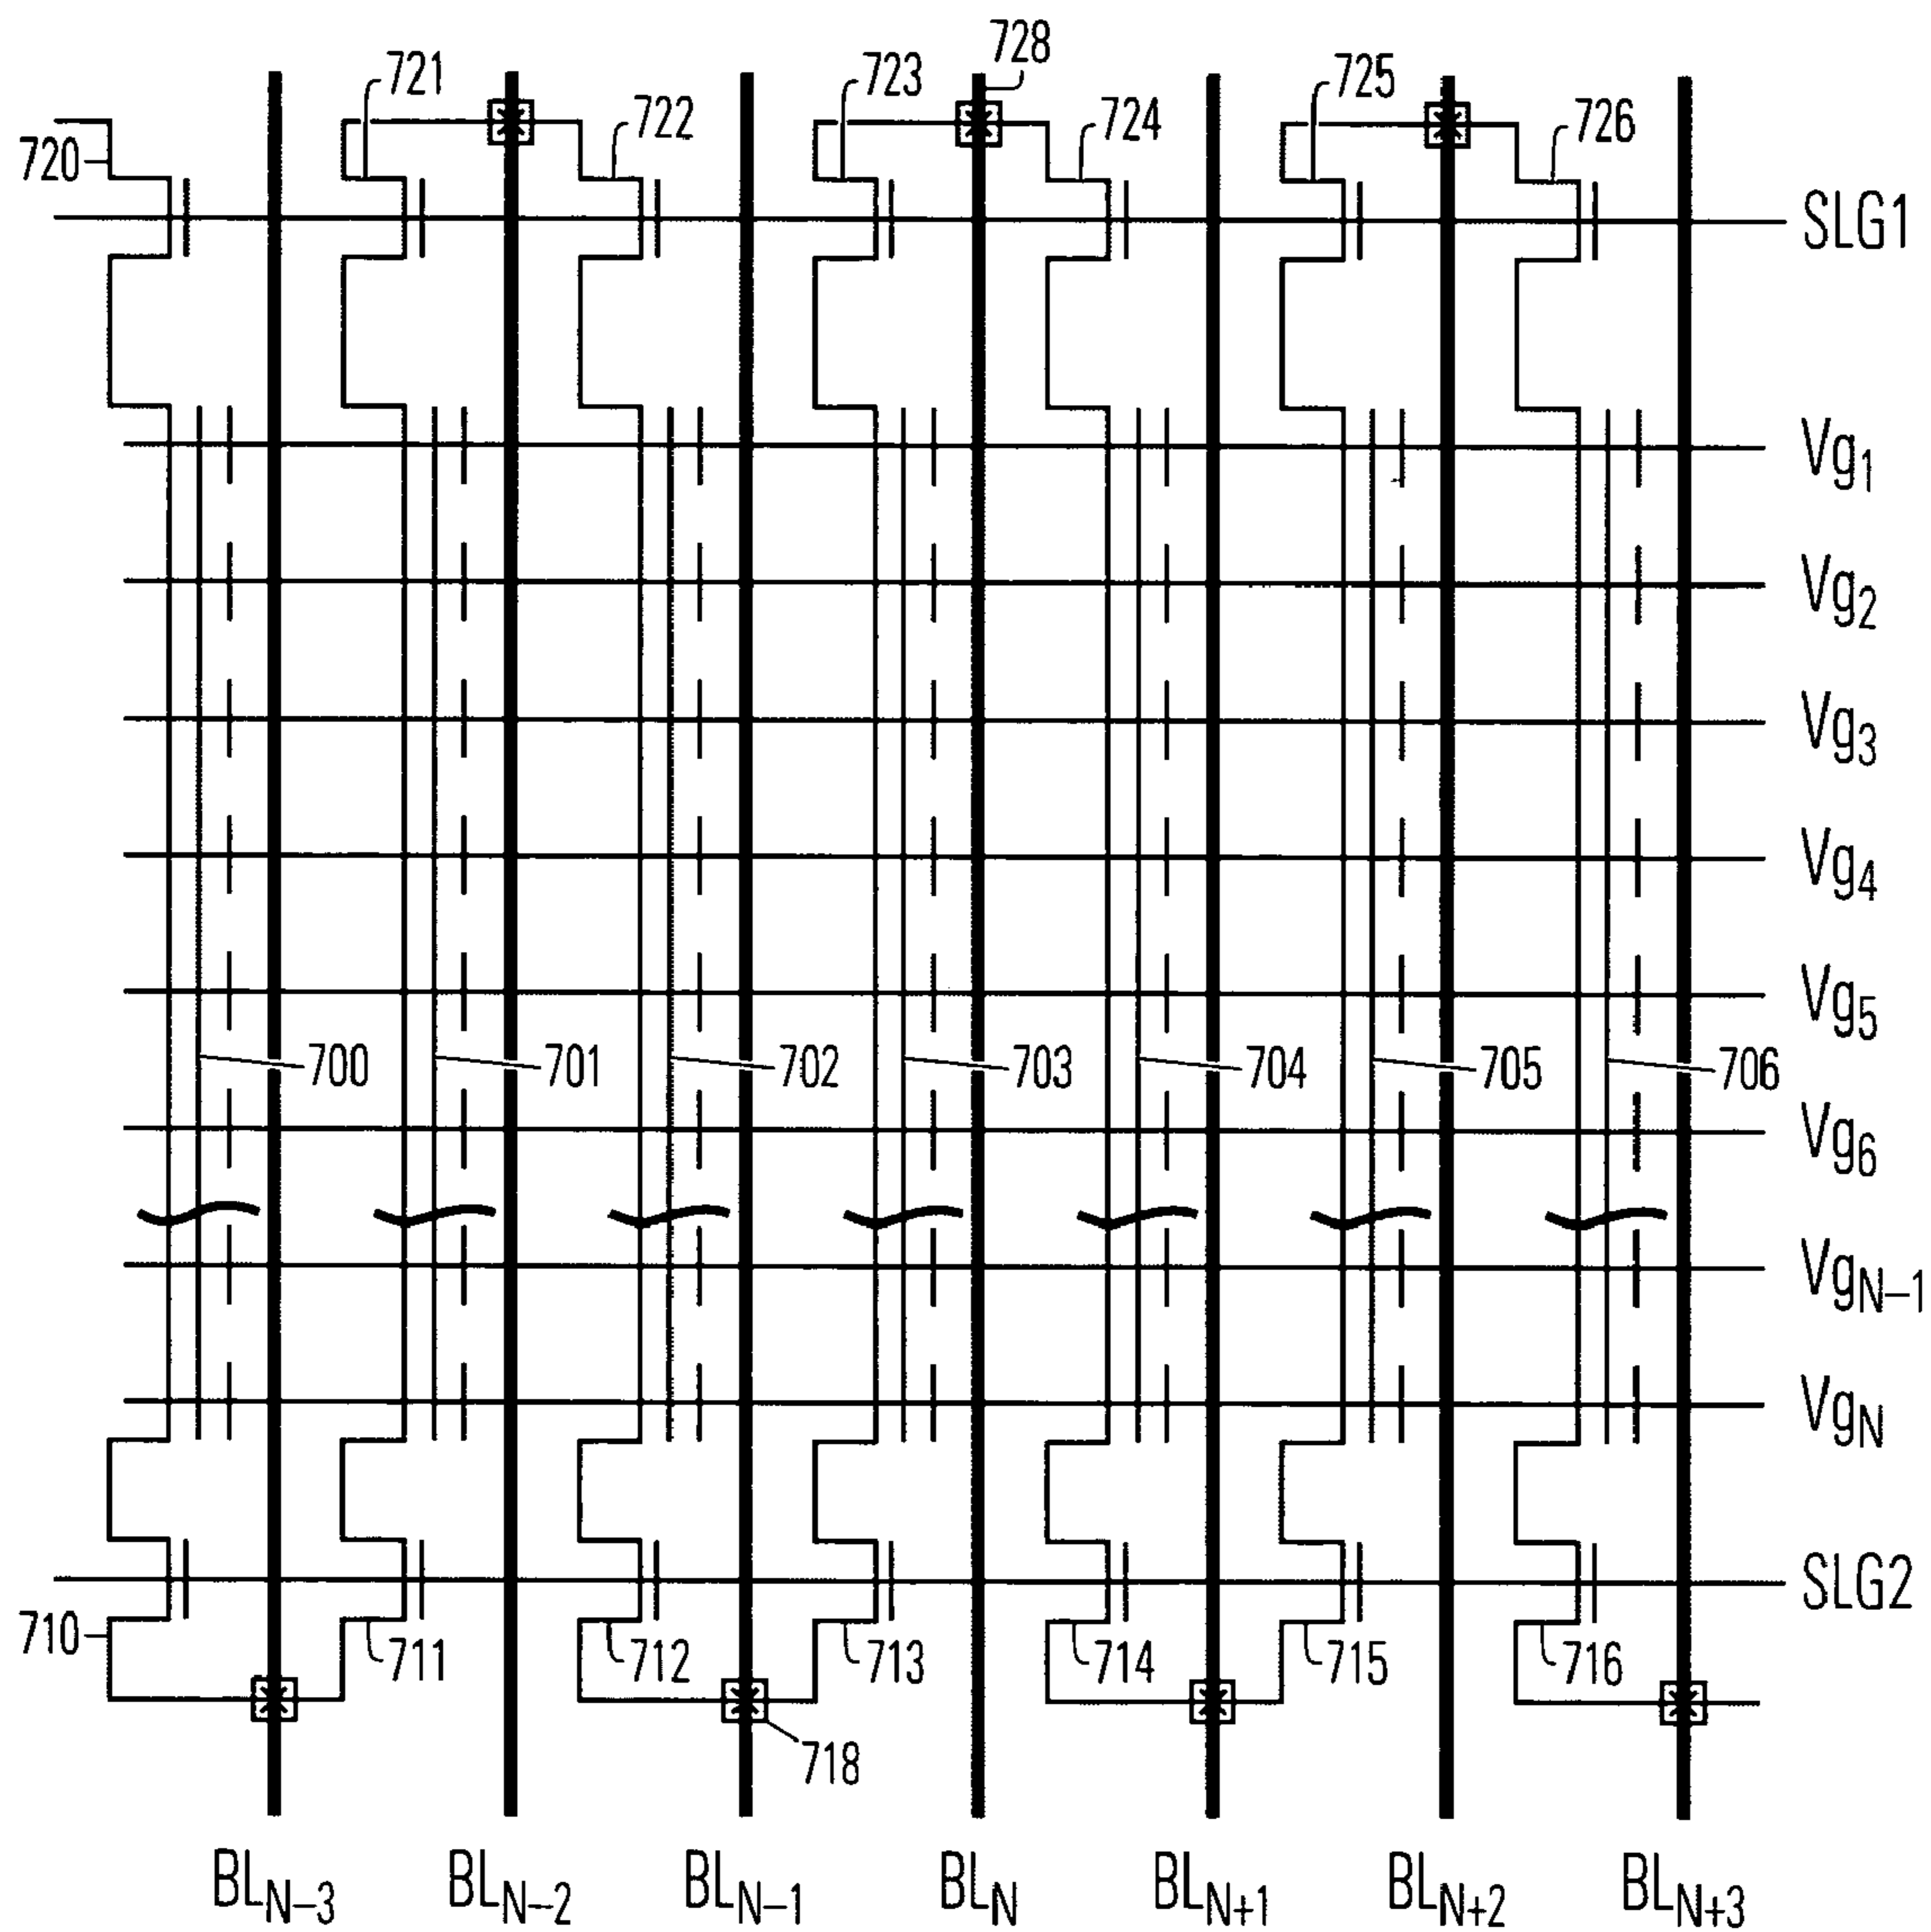 728
721
723
725
722
724
726
720
SLG1
Vg1
Vg2
Vg3
Vg4
Vg5
700 701 702 703 704 705 706
Vg6
VgN−1
VgN
SLG2
710 711 712 713 714 715 716
718
BLN−3 BLN−2 BLN−1 BLN BLN+1 BLN+2 BLN+3